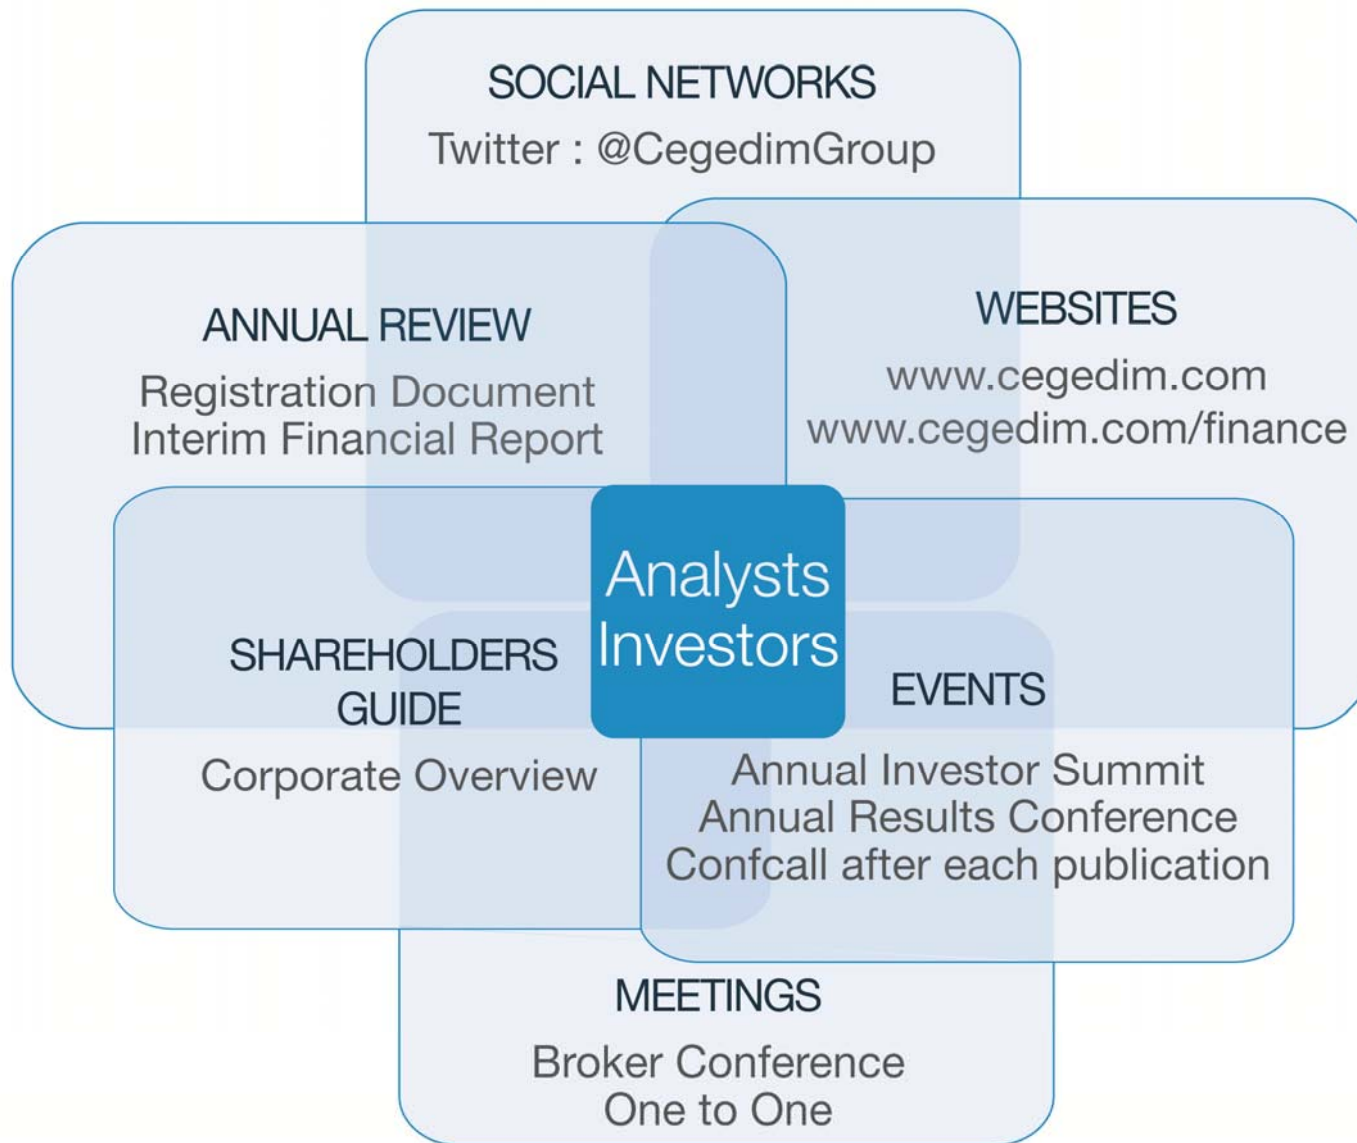 SOCIAL NETWORKS
Twitter : @CegedimGroup
ANNUAL REVIEW
Registration Document
Interim Financial Report
WEBSITES
www.cegedim.com
www.cegedim.com/finance
Analysts
Investors
SHAREHOLDERS
GUIDE
Corporate Overview
EVENTS
Annual Investor Summit
Annual Results Conference
Confcall after each publication
MEETINGS
Broker Conference
One to One